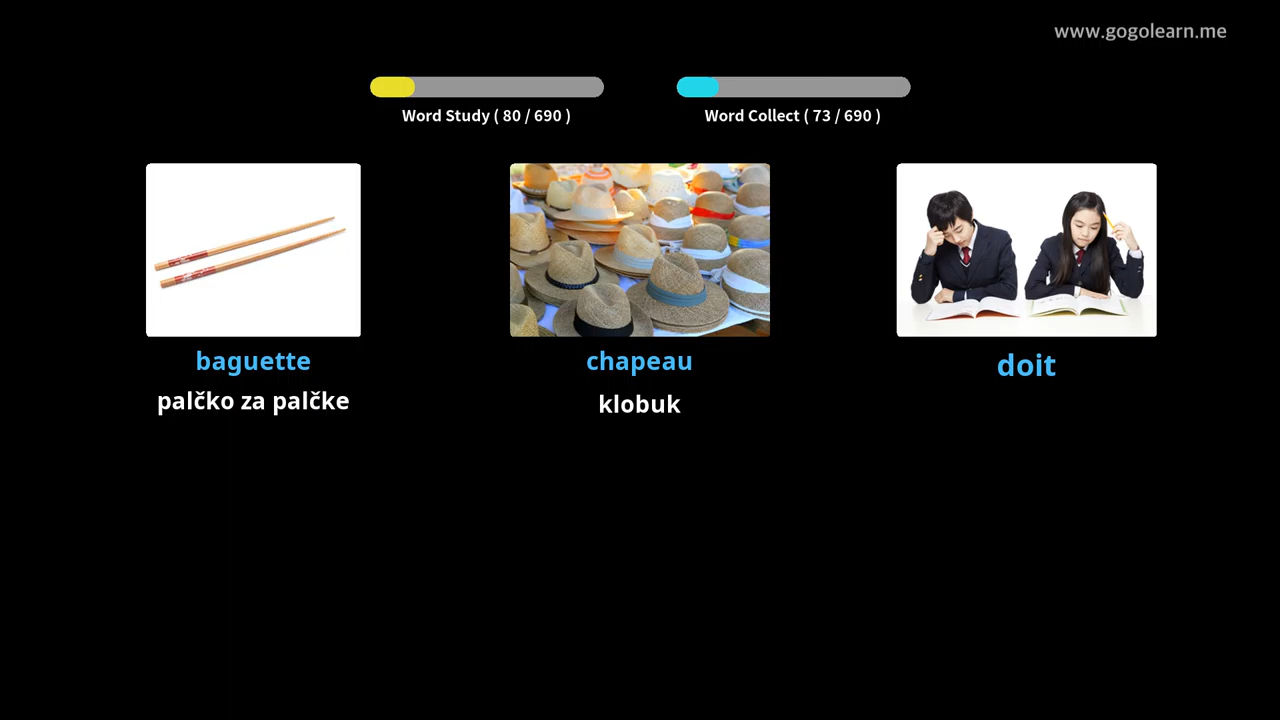 www.gogolearn.me
Word Study ( 80 / 690 )
Word Collect ( 73 / 690 )
baguette
palčko za palčke
chapeau
klobuk
doit